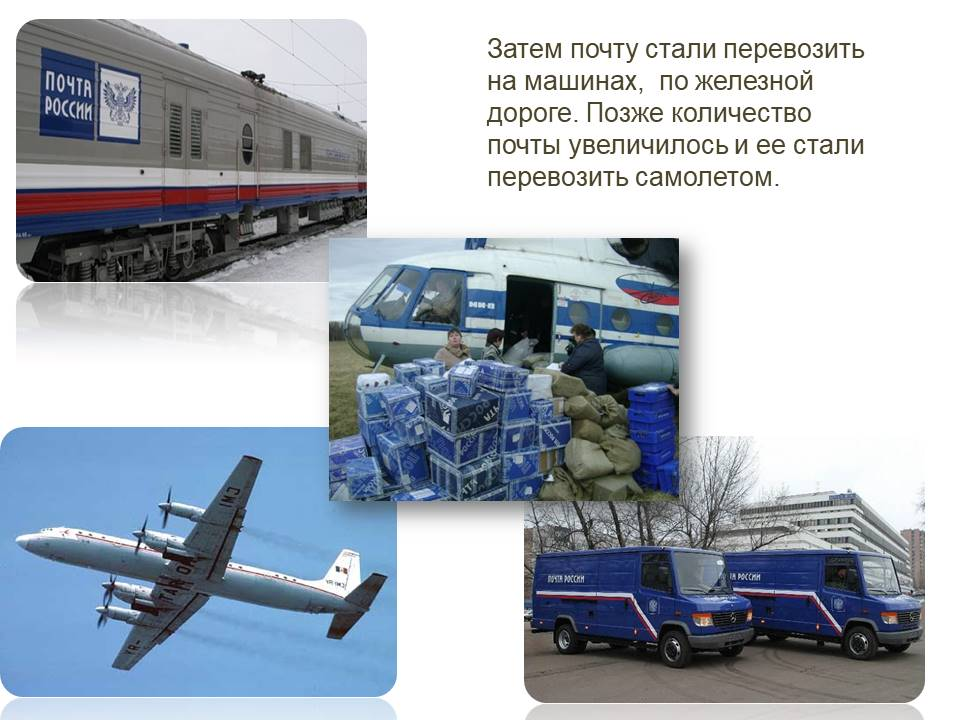 Затем почту стали перевозить
на машинах, по железной
дороге. Позже количество
почты увеличилось и ее стали
перевозить самолетом.
ПОЧТА
РОССИИ
ПОЧТА РОССИИ
РОССИИ